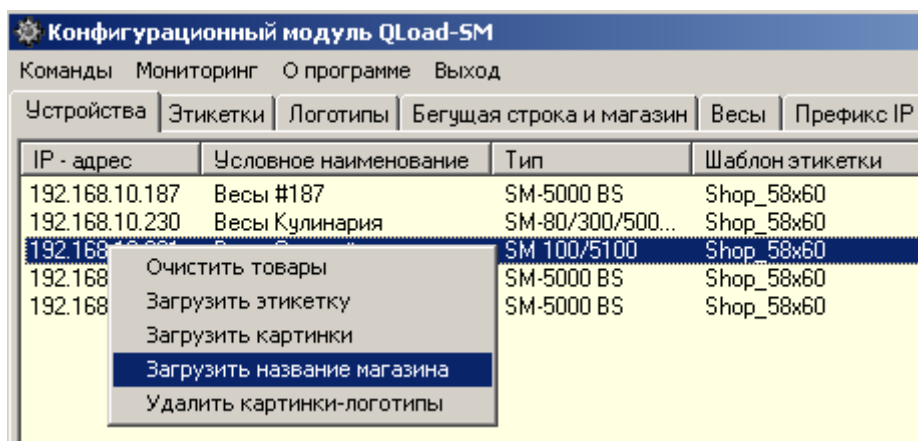 Конфигурационный модуль QLoad-SM
Команды Мониторинг О программе Выход
Устройства Этикетки Логотипы Бегущая строка и магазин Весы Префикс IP
IP - адрес Условное наименование Тип Шаблон этикетки
192.168.10.187 Весы #187 SM-5000 BS Shop_58x60
192.168.10.230 Весы Кулинария SM-80/300/500... Shop_58x60
SM 100/5100 Shop_58x60
192.168 SM-5000 BS Shop_58x60
192.168 SM-5000 BS Shop_58x60
Очистить товары
Загрузить этикетку
Загрузить картинки
Загрузить название магазина
Удалить картинки-логотипы